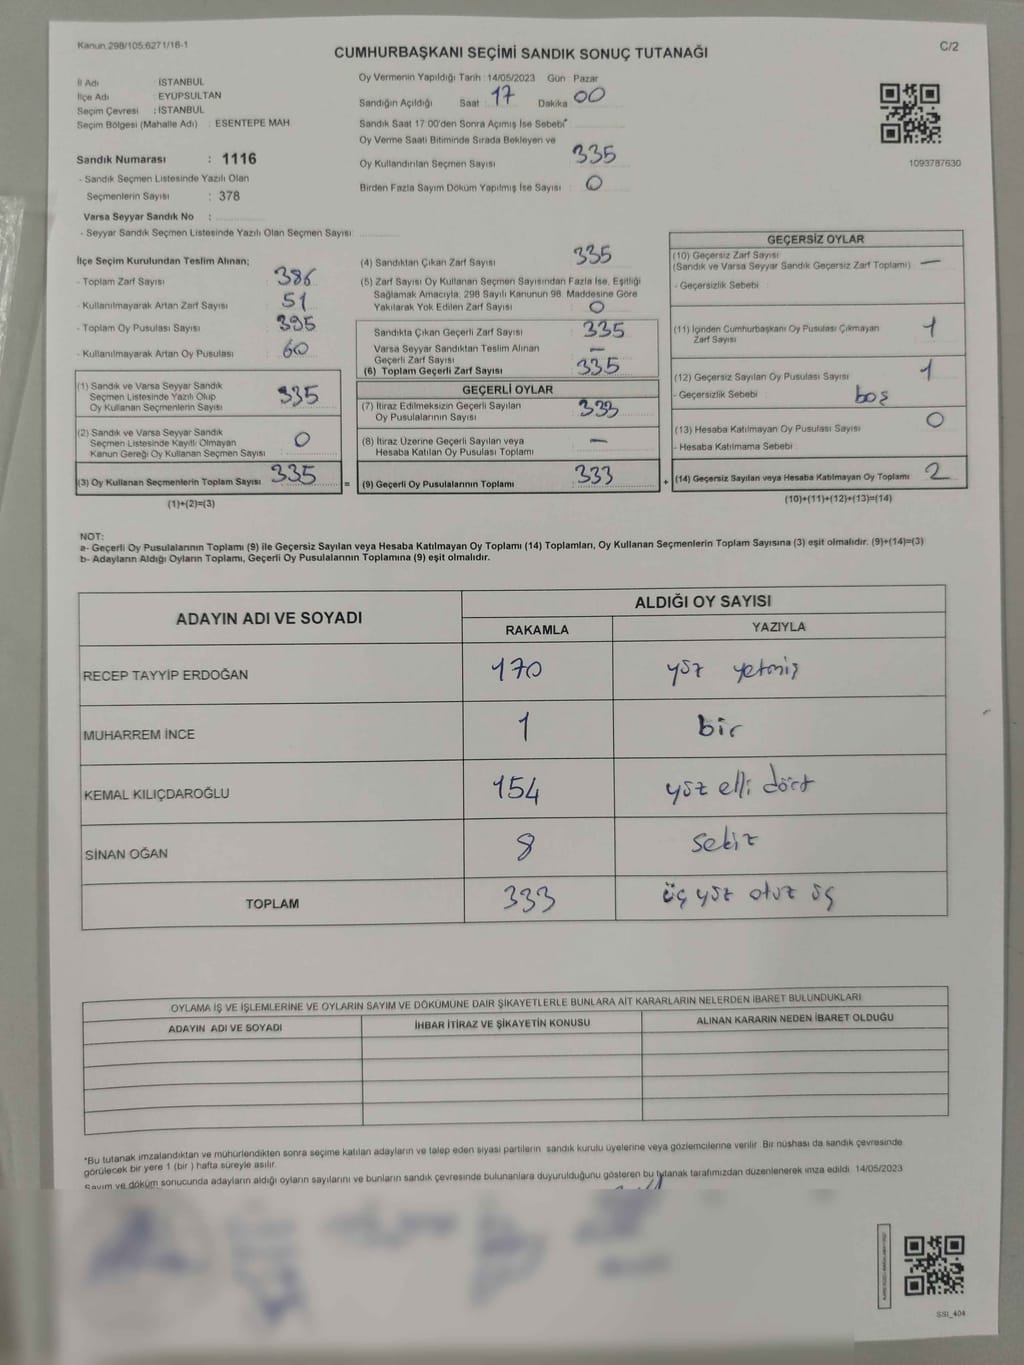 Kanun.298/105;6271/18-1
C/2
CUMHURBAŞKANI SEÇİMİ SANDIK SONUÇ TUTANAĞI
İl Adı : İSTANBUL
İlçe Adı : EYÜPSULTAN
Seçim Çevresi : İSTANBUL
Seçim Bölgesi (Mahalle Adı) : ESENTEPE MAH.
Sandık Numarası : 1116
- Sandık Seçmen Listesinde Yazılı Olan
Seçmenlerin Sayısı : 378
Varsa Seyyar Sandık No :
- Seyyar Sandık Seçmen Listesinde Yazılı Olan Seçmen Sayısı:
Oy Vermenin Yapıldığı Tarih : 14/05/2023 Gün : Pazar
Sandığın Açıldığı Saat : 17 Dakika : 00
Sandık Saat 17:00'den Sonra Açımış İse Sebebi*
Oy Verme Saati Bitiminde Sırada Bekleyen ve
Oy Kullandırılan Seçmen Sayısı : 335
Birden Fazla Sayım Döküm Yapılmış İse Sayısı : 0
1093787630
İlçe Seçim Kurulundan Teslim Alınan;
- Toplam Zarf Sayısı : 386
- Kullanılmayarak Artan Zarf Sayısı : 51
- Toplam Oy Pusulası Sayısı : 395
- Kullanılmayarak Artan Oy Pusulası : 60
(1) Sandık ve Varsa Seyyar Sandık
Seçmen Listesinde Yazılı Olup
Oy Kullanan Seçmenlerin Sayısı : 335
(2) Sandık ve Varsa Seyyar Sandık
Seçmen Listesinde Kayıtlı Olmayan
Kanun Gereği Oy Kullanan Seçmen Sayısı : 0
(3) Oy Kullanan Seçmenlerin Toplam Sayısı : 335
(1)+(2)=(3)
=
(4) Sandıktan Çıkan Zarf Sayısı : 335
(5) Zarf Sayısı Oy Kullanan Seçmen Sayısından Fazla İse, Eşitliği
Sağlamak Amacıyla; 298 Sayılı Kanunun 98. Maddesine Göre
Yakılarak Yok Edilen Zarf Sayısı : 0
Sandıkta Çıkan Geçerli Zarf Sayısı : 335
Varsa Seyyar Sandıktan Teslim Alınan
Geçerli Zarf Sayısı : —
(6) Toplam Geçerli Zarf Sayısı : 335
GEÇERLİ OYLAR
(7) İtiraz Edilmeksizin Geçerli Sayılan
Oy Pusulalarının Sayısı : 333
(8) İtiraz Üzerine Geçerli Sayılan veya
Hesaba Katılan Oy Pusulası Toplamı : —
(9) Geçerli Oy Pusulalarının Toplamı : 333
+
GEÇERSİZ OYLAR
(10) Geçersiz Zarf Sayısı
(Sandık ve Varsa Seyyar Sandık Geçersiz Zarf Toplamı) : —
- Geçersizlik Sebebi :
(11) İçinden Cumhurbaşkanı Oy Pusulası Çıkmayan
Zarf Sayısı : 1
(12) Geçersiz Sayılan Oy Pusulası Sayısı : 1
- Geçersizlik Sebebi : boş
(13) Hesaba Katılmayan Oy Pusulası Sayısı : 0
- Hesaba Katılmama Sebebi :
(14) Geçersiz Sayılan veya Hesaba Katılmayan Oy Toplamı : 2
(10)+(11)+(12)+(13)=(14)
NOT:
a- Geçerli Oy Pusulalarının Toplamı (9) ile Geçersiz Sayılan veya Hesaba Katılmayan Oy Toplamı (14) Toplamları, Oy Kullanan Seçmenlerin Toplam Sayısına (3) eşit olmalıdır. (9)+(14)=(3)
b- Adayların Aldığı Oyların Toplamı, Geçerli Oy Pusulalarının Toplamına (9) eşit olmalıdır.
ADAYIN ADI VE SOYADI
ALDIĞI OY SAYISI
RAKAMLA YAZIYLA
RECEP TAYYİP ERDOĞAN 170 yüz yetmiş
MUHARREM İNCE 1 bir
KEMAL KILIÇDAROĞLU 154 yüz elli dört
SİNAN OĞAN 8 sekiz
TOPLAM 333 üç yüz otuz üç
OYLAMA İŞ VE İŞLEMLERİNE VE OYLARIN SAYIM VE DÖKÜMÜNE DAİR ŞİKAYETLERLE BUNLARA AİT KARARLARIN NELERDEN İBARET BULUNDUKLARI
ADAYIN ADI VE SOYADI İHBAR İTİRAZ VE ŞİKAYETİN KONUSU ALINAN KARARIN NEDEN İBARET OLDUĞU
*Bu tutanak imzalandıktan ve mühürlendikten sonra seçime katılan adayların ve talep eden siyasi partilerin sandık kurulu üyelerine veya gözlemcilerine verilir. Bir nüshası da sandık çevresinde
görülecek bir yere 1 (bir) hafta süreyle asılır.
Sayım ve döküm sonucunda adayların aldığı oyların sayılarını ve bunların sandık çevresinde bulunanlara duyurulduğunu gösteren bu tutanak tarafımızdan düzenlenerek imza edildi. 14/05/2023
SSI_404